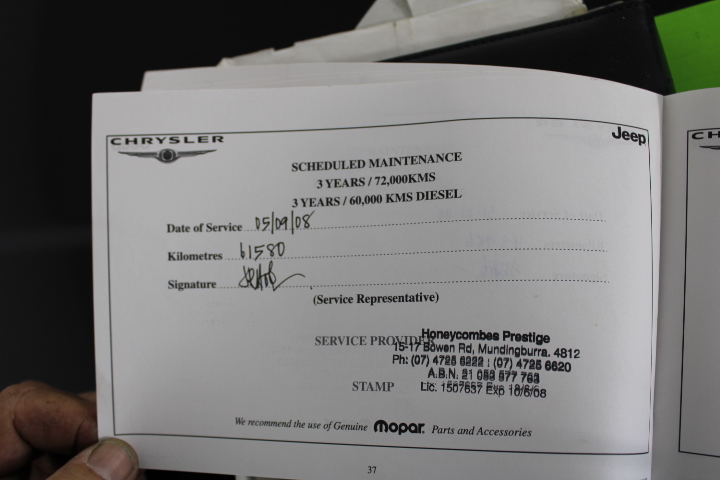 CHRYSLER
Jeep
SCHEDULED MAINTENANCE
3 YEARS / 72,000KMS
3 YEARS / 60,000 KMS DIESEL
Date of Service 05/09/08
Kilometres 61580
Signature
(Service Representative)
SERVICE PROVIDER
Honeycombes Prestige
15-17 Bowen Rd, Mundingburra. 4812
Ph: (07) 4725 6222 : (07) 4725 6620
A.B.N. 21 053 577 763
STAMP
Lic. 1507637 Exp 10/6/08
We recommend the use of Genuine Mopar. Parts and Accessories
37
CH